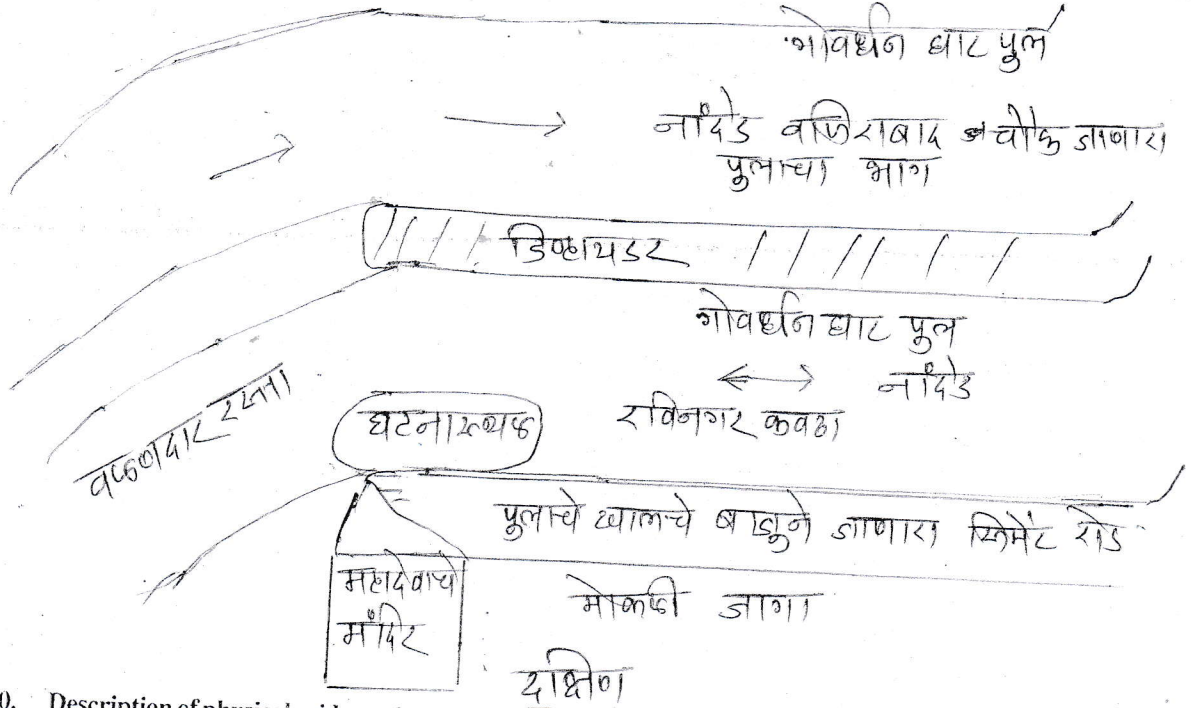 गोवर्धन घाट पुल
नांदेड वजिराबाद चौक जाणारा
पुलाचा भाग
डिव्हायडर
गोवर्धन घाट पुल
नांदेड
रविनगर कवठा
वळणदार रस्ता
घटनास्थळ
पुलाचे खालचे बाजुने जाणारा सिमेंट रोड
महादेवाचे
मंदिर
मोकळी जागा
दक्षिण
0. Description of physical